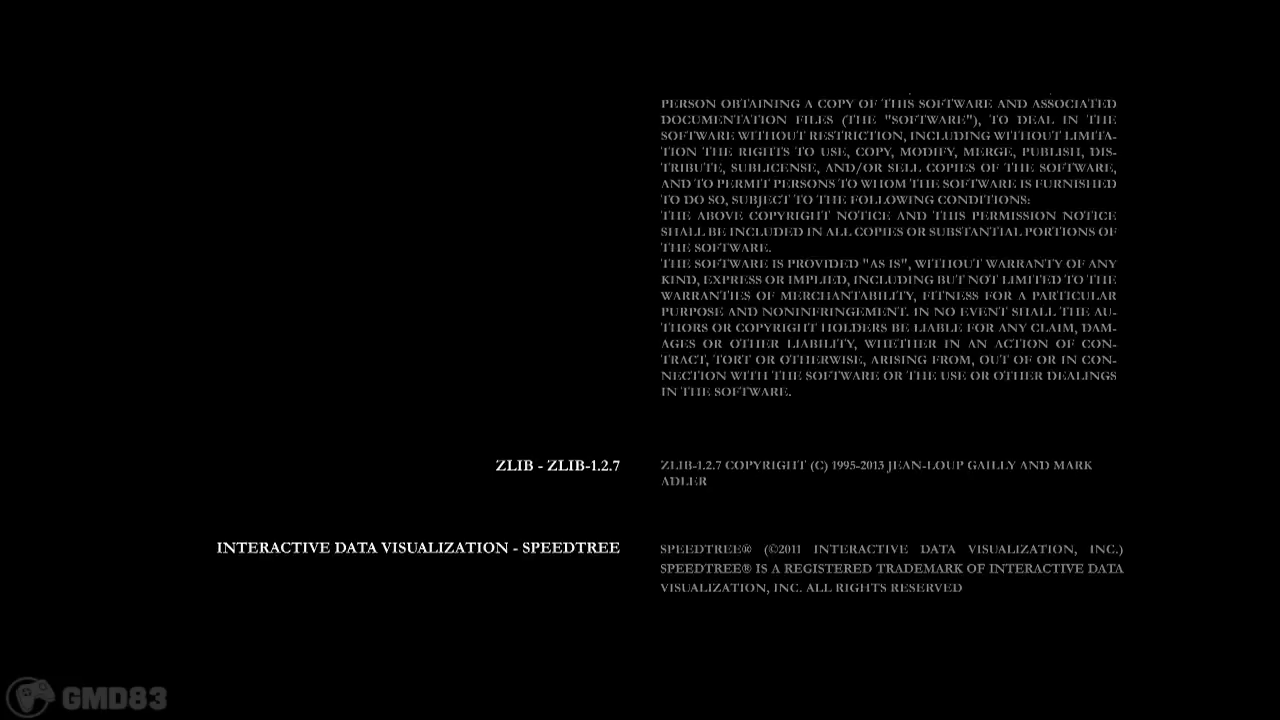 PERSON OBTAINING A COPY OF THIS SOFTWARE AND ASSOCIATED
DOCUMENTATION FILES (THE "SOFTWARE"), TO DEAL IN THE
SOFTWARE WITHOUT RESTRICTION, INCLUDING WITHOUT LIMITA-
TION THE RIGHTS TO USE, COPY, MODIFY, MERGE, PUBLISH, DIS-
TRIBUTE, SUBLICENSE, AND/OR SELL COPIES OF THE SOFTWARE,
AND TO PERMIT PERSONS TO WHOM THE SOFTWARE IS FURNISHED
TO DO SO, SUBJECT TO THE FOLLOWING CONDITIONS:
THE ABOVE COPYRIGHT NOTICE AND THIS PERMISSION NOTICE
SHALL BE INCLUDED IN ALL COPIES OR SUBSTANTIAL PORTIONS OF
THE SOFTWARE.
THE SOFTWARE IS PROVIDED "AS IS", WITHOUT WARRANTY OF ANY
KIND, EXPRESS OR IMPLIED, INCLUDING BUT NOT LIMITED TO THE
WARRANTIES OF MERCHANTABILITY, FITNESS FOR A PARTICULAR
PURPOSE AND NONINFRINGEMENT. IN NO EVENT SHALL THE AU-
THORS OR COPYRIGHT HOLDERS BE LIABLE FOR ANY CLAIM, DAM-
AGES OR OTHER LIABILITY, WHETHER IN AN ACTION OF CON-
TRACT, TORT OR OTHERWISE, ARISING FROM, OUT OF OR IN CON-
NECTION WITH THE SOFTWARE OR THE USE OR OTHER DEALINGS
IN THE SOFTWARE.
ZLIB - ZLIB-1.2.7
ZLIB-1.2.7 COPYRIGHT (C) 1995-2013 JEAN-LOUP GAILLY AND MARK
ADLER
INTERACTIVE DATA VISUALIZATION - SPEEDTREE
SPEEDTREE® (©2011 INTERACTIVE DATA VISUALIZATION, INC.)
SPEEDTREE® IS A REGISTERED TRADEMARK OF INTERACTIVE DATA
VISUALIZATION, INC. ALL RIGHTS RESERVED
GMD83